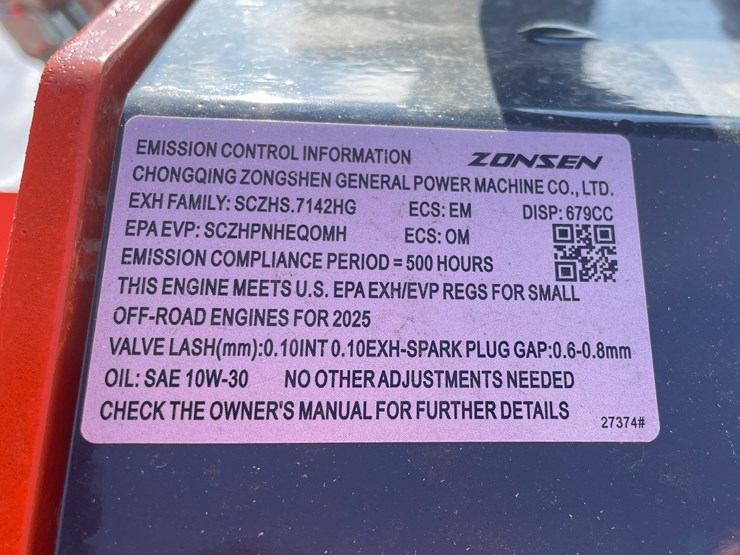 EMISSION CONTROL INFORMATION ZONSEN
CHONGQING ZONGSHEN GENERAL POWER MACHINE CO., LTD.
EXH FAMILY: SCZHS.7142HG ECS: EM DISP: 679CC
EPA EVP: SCZHPNHEQOMH ECS: OM
EMISSION COMPLIANCE PERIOD = 500 HOURS
THIS ENGINE MEETS U.S. EPA EXH/EVP REGS FOR SMALL
OFF-ROAD ENGINES FOR 2025
VALVE LASH(mm):0.10INT 0.10EXH-SPARK PLUG GAP:0.6-0.8mm
OIL: SAE 10W-30 NO OTHER ADJUSTMENTS NEEDED
CHECK THE OWNER'S MANUAL FOR FURTHER DETAILS 27374#